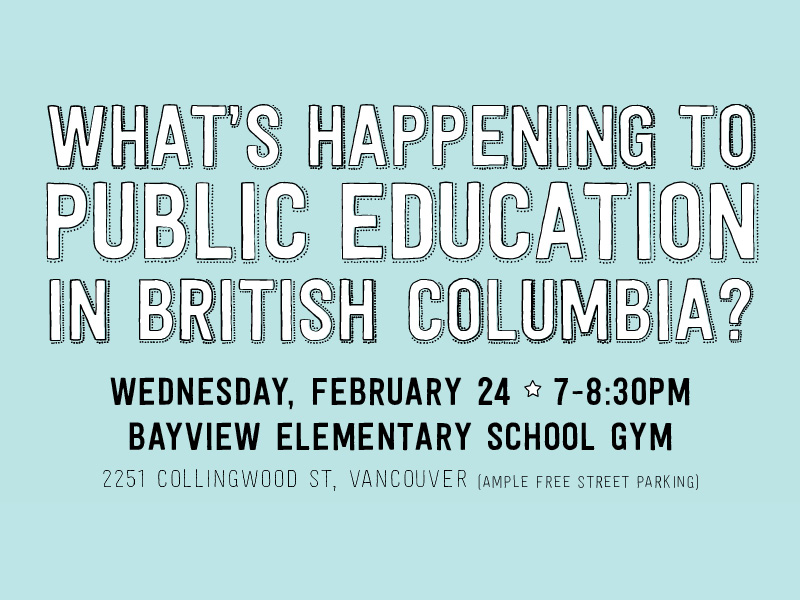 WHAT'S HAPPENING TO
PUBLIC EDUCATION
IN BRITISH COLUMBIA?
WEDNESDAY, FEBRUARY 24 ☆ 7-8:30PM
BAYVIEW ELEMENTARY SCHOOL GYM
2251 COLLINGWOOD ST, VANCOUVER (AMPLE FREE STREET PARKING)